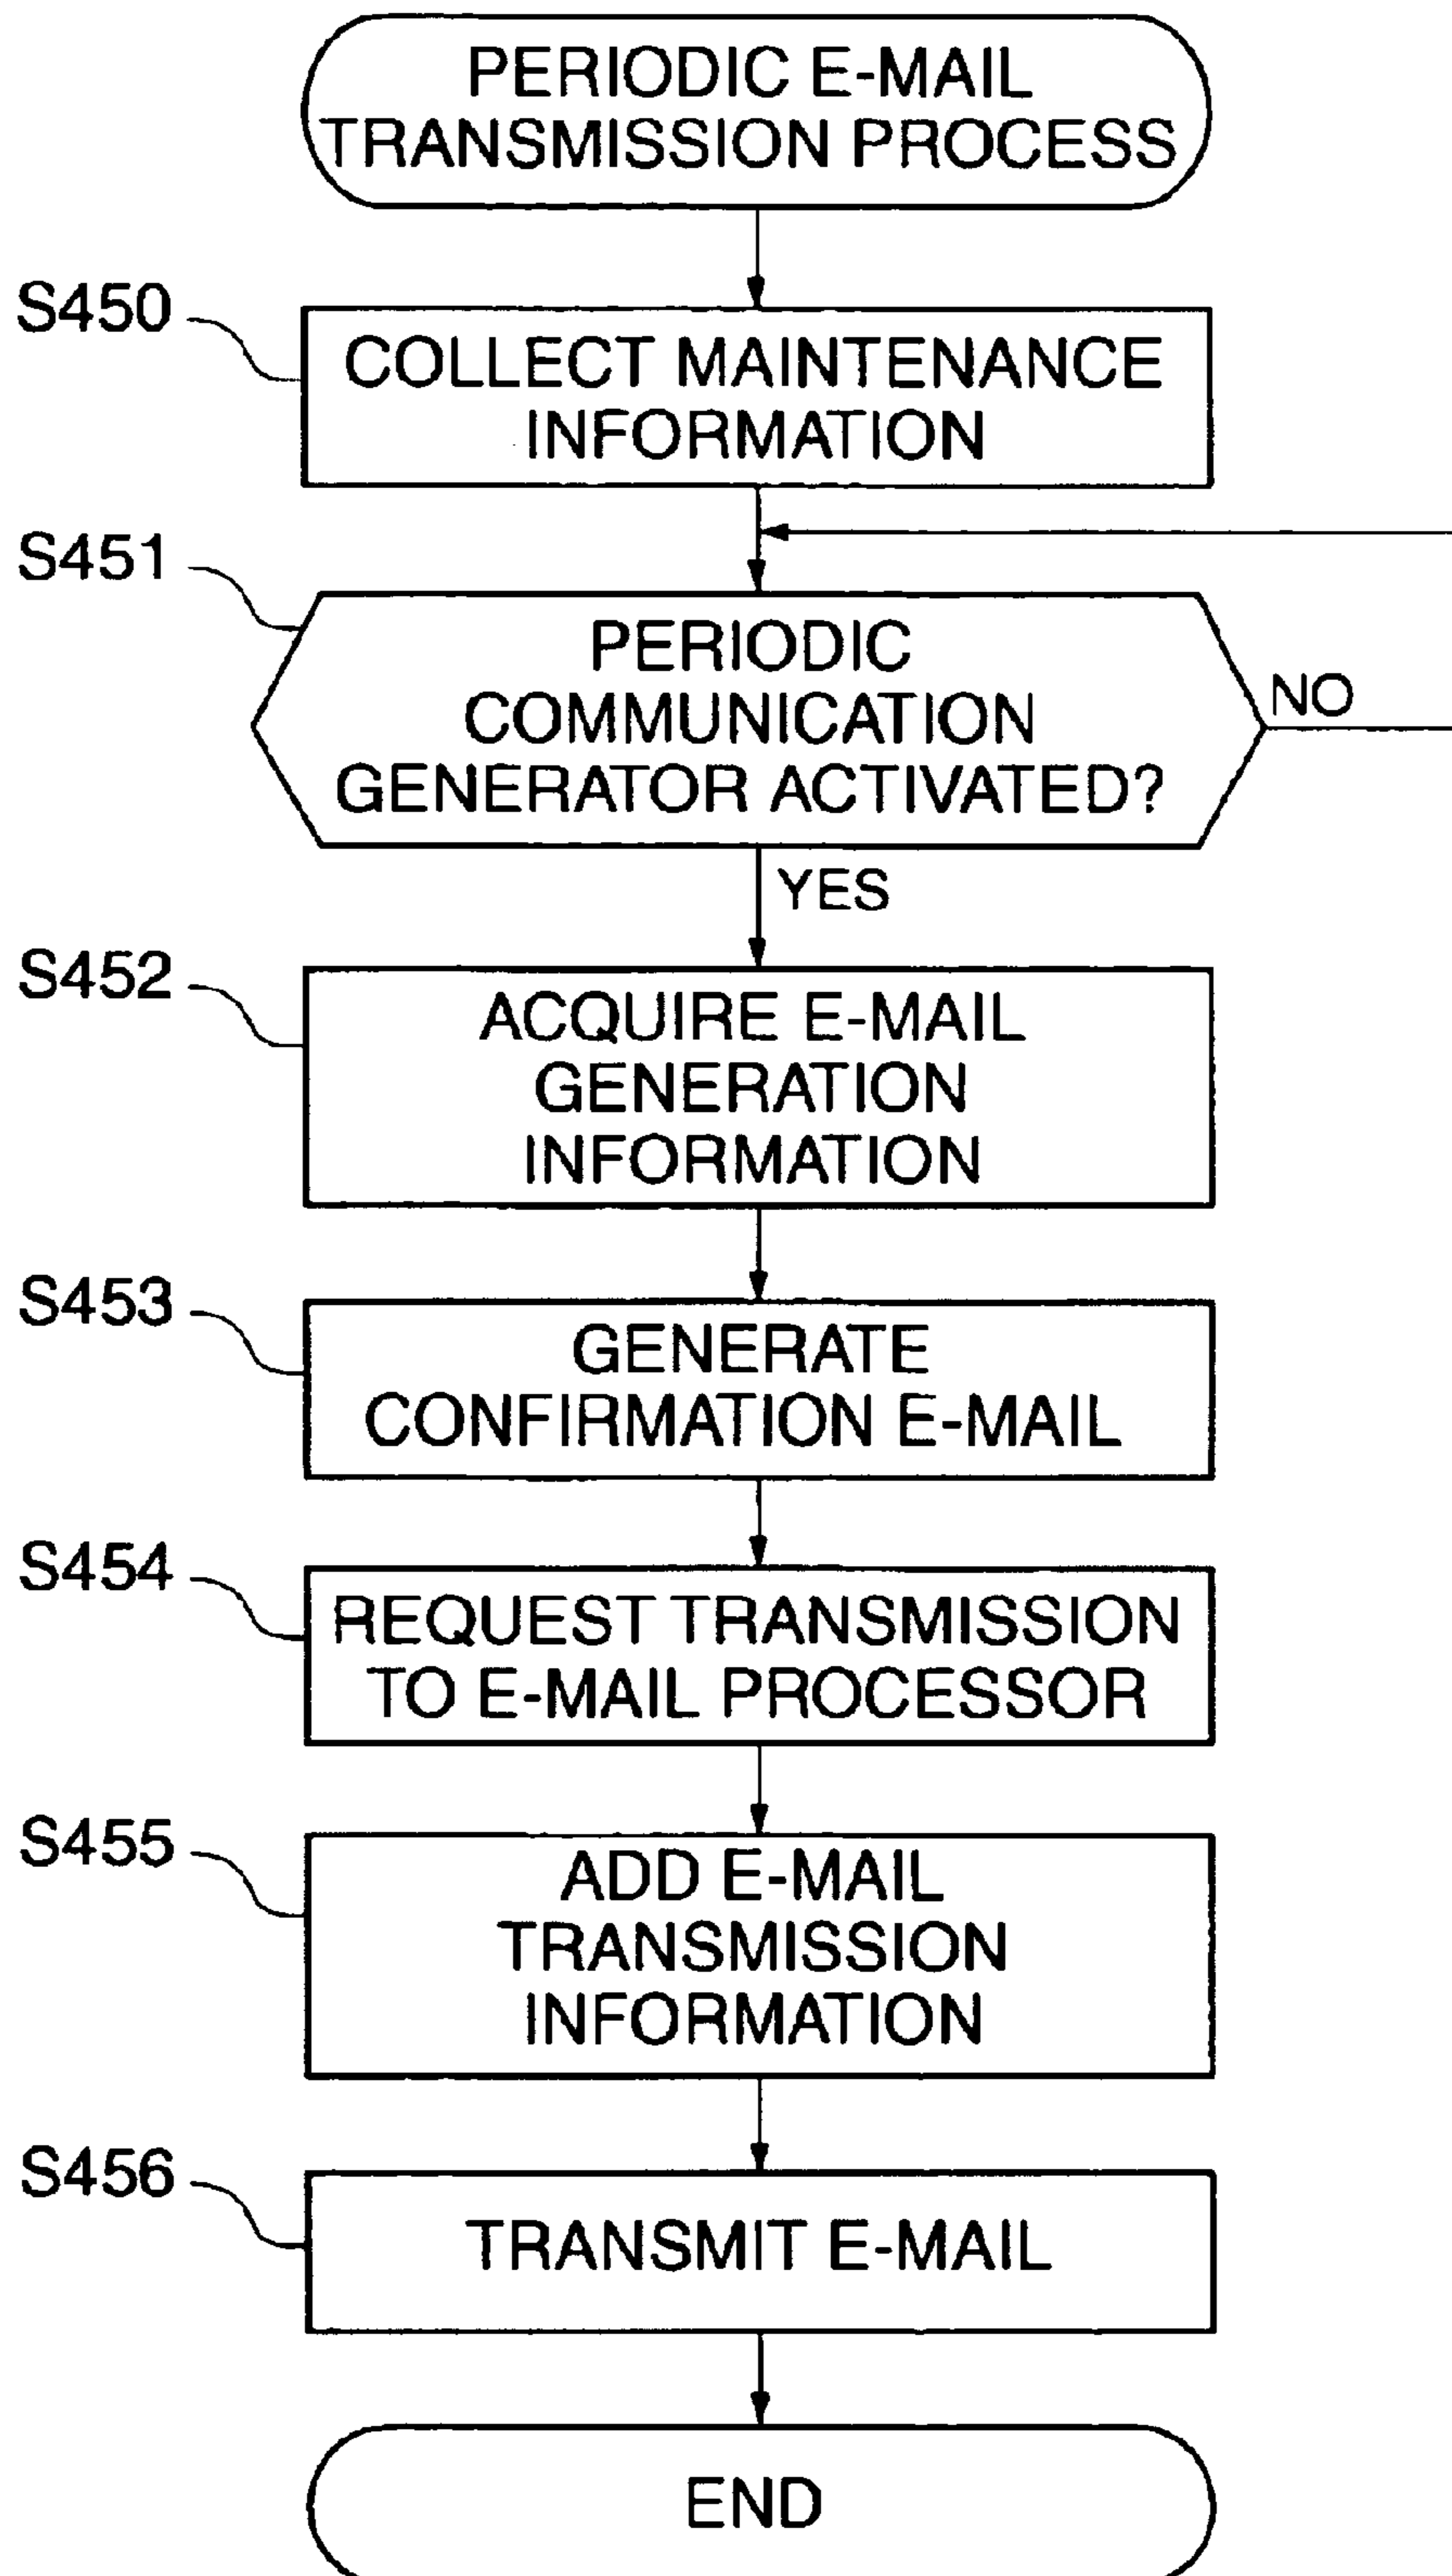 PERIODIC E-MAIL
TRANSMISSION PROCESS
S450
COLLECT MAINTENANCE
INFORMATION
S451
PERIODIC
COMMUNICATION
GENERATOR ACTIVATED?
NO
YES
S452
ACQUIRE E-MAIL
GENERATION
INFORMATION
S453
GENERATE
CONFIRMATION E-MAIL
S454
REQUEST TRANSMISSION
TO E-MAIL PROCESSOR
S455
ADD E-MAIL
TRANSMISSION
INFORMATION
S456
TRANSMIT E-MAIL
END